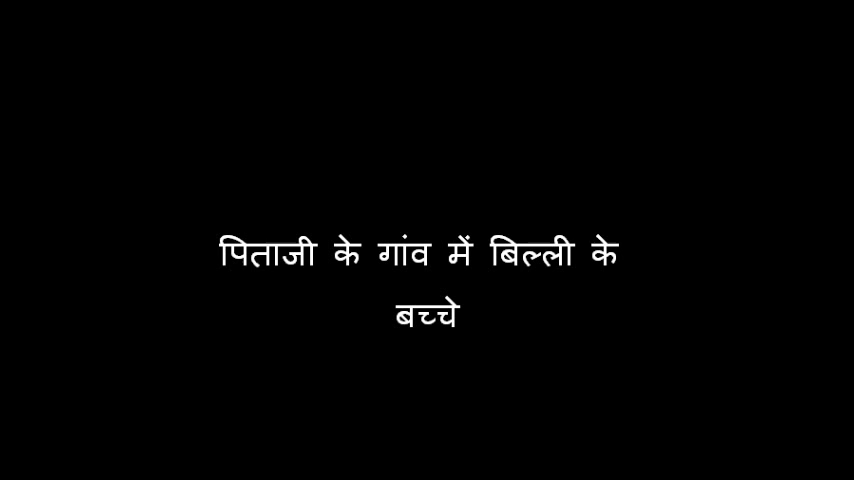 पिताजी के गांव में बिल्ली के
बच्चे